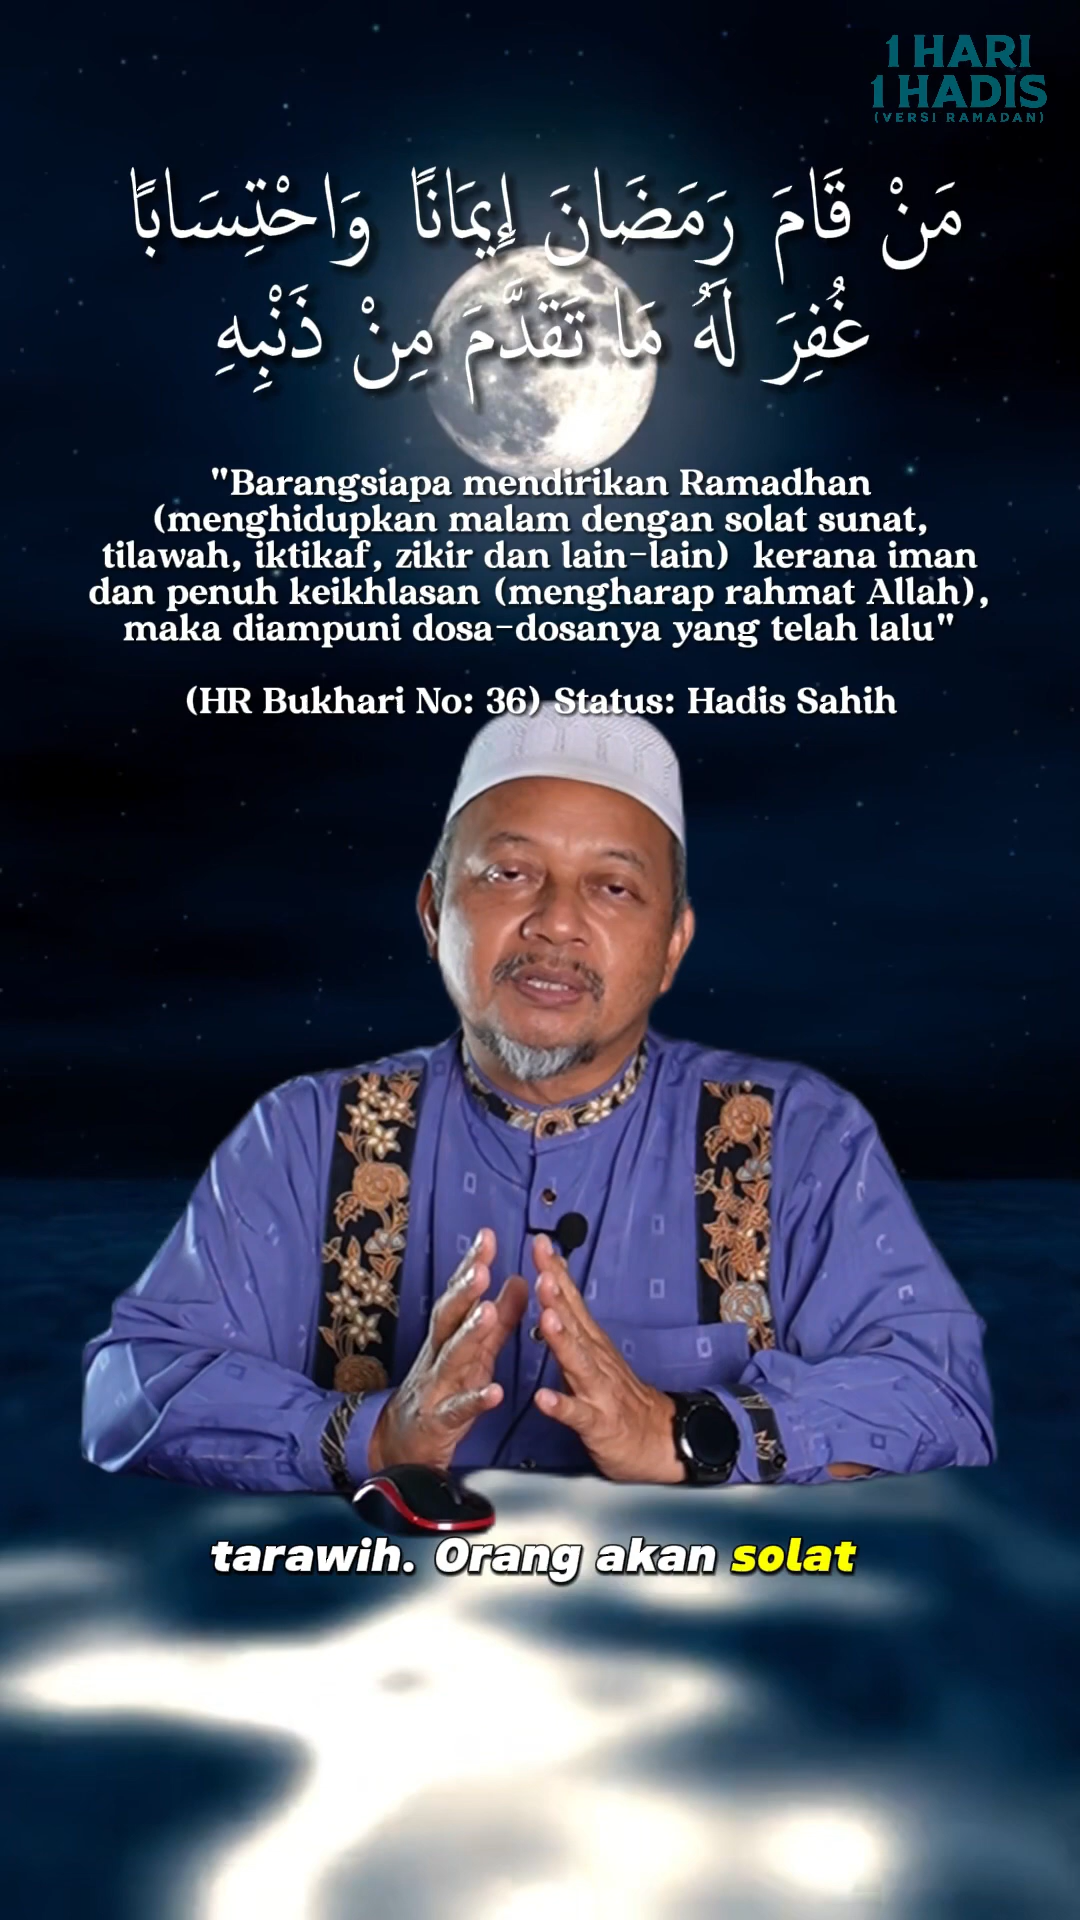 1 HARI
1 HADIS
(VERSI RAMADAN)
مَنْ قَامَ رَمَضَانَ إِيمَانًا وَاحْتِسَابًا
غُفِرَ لَهُ مَا تَقَدَّمَ مِنْ ذَنْبِهِ
"Barangsiapa mendirikan Ramadhan
(menghidupkan malam dengan solat sunat,
tilawah, iktikaf, zikir dan lain-lain) kerana iman
dan penuh keikhlasan (mengharap rahmat Allah),
maka diampuni dosa-dosanya yang telah lalu"
(HR Bukhari No: 36) Status: Hadis Sahih
tarawih. Orang akan solat